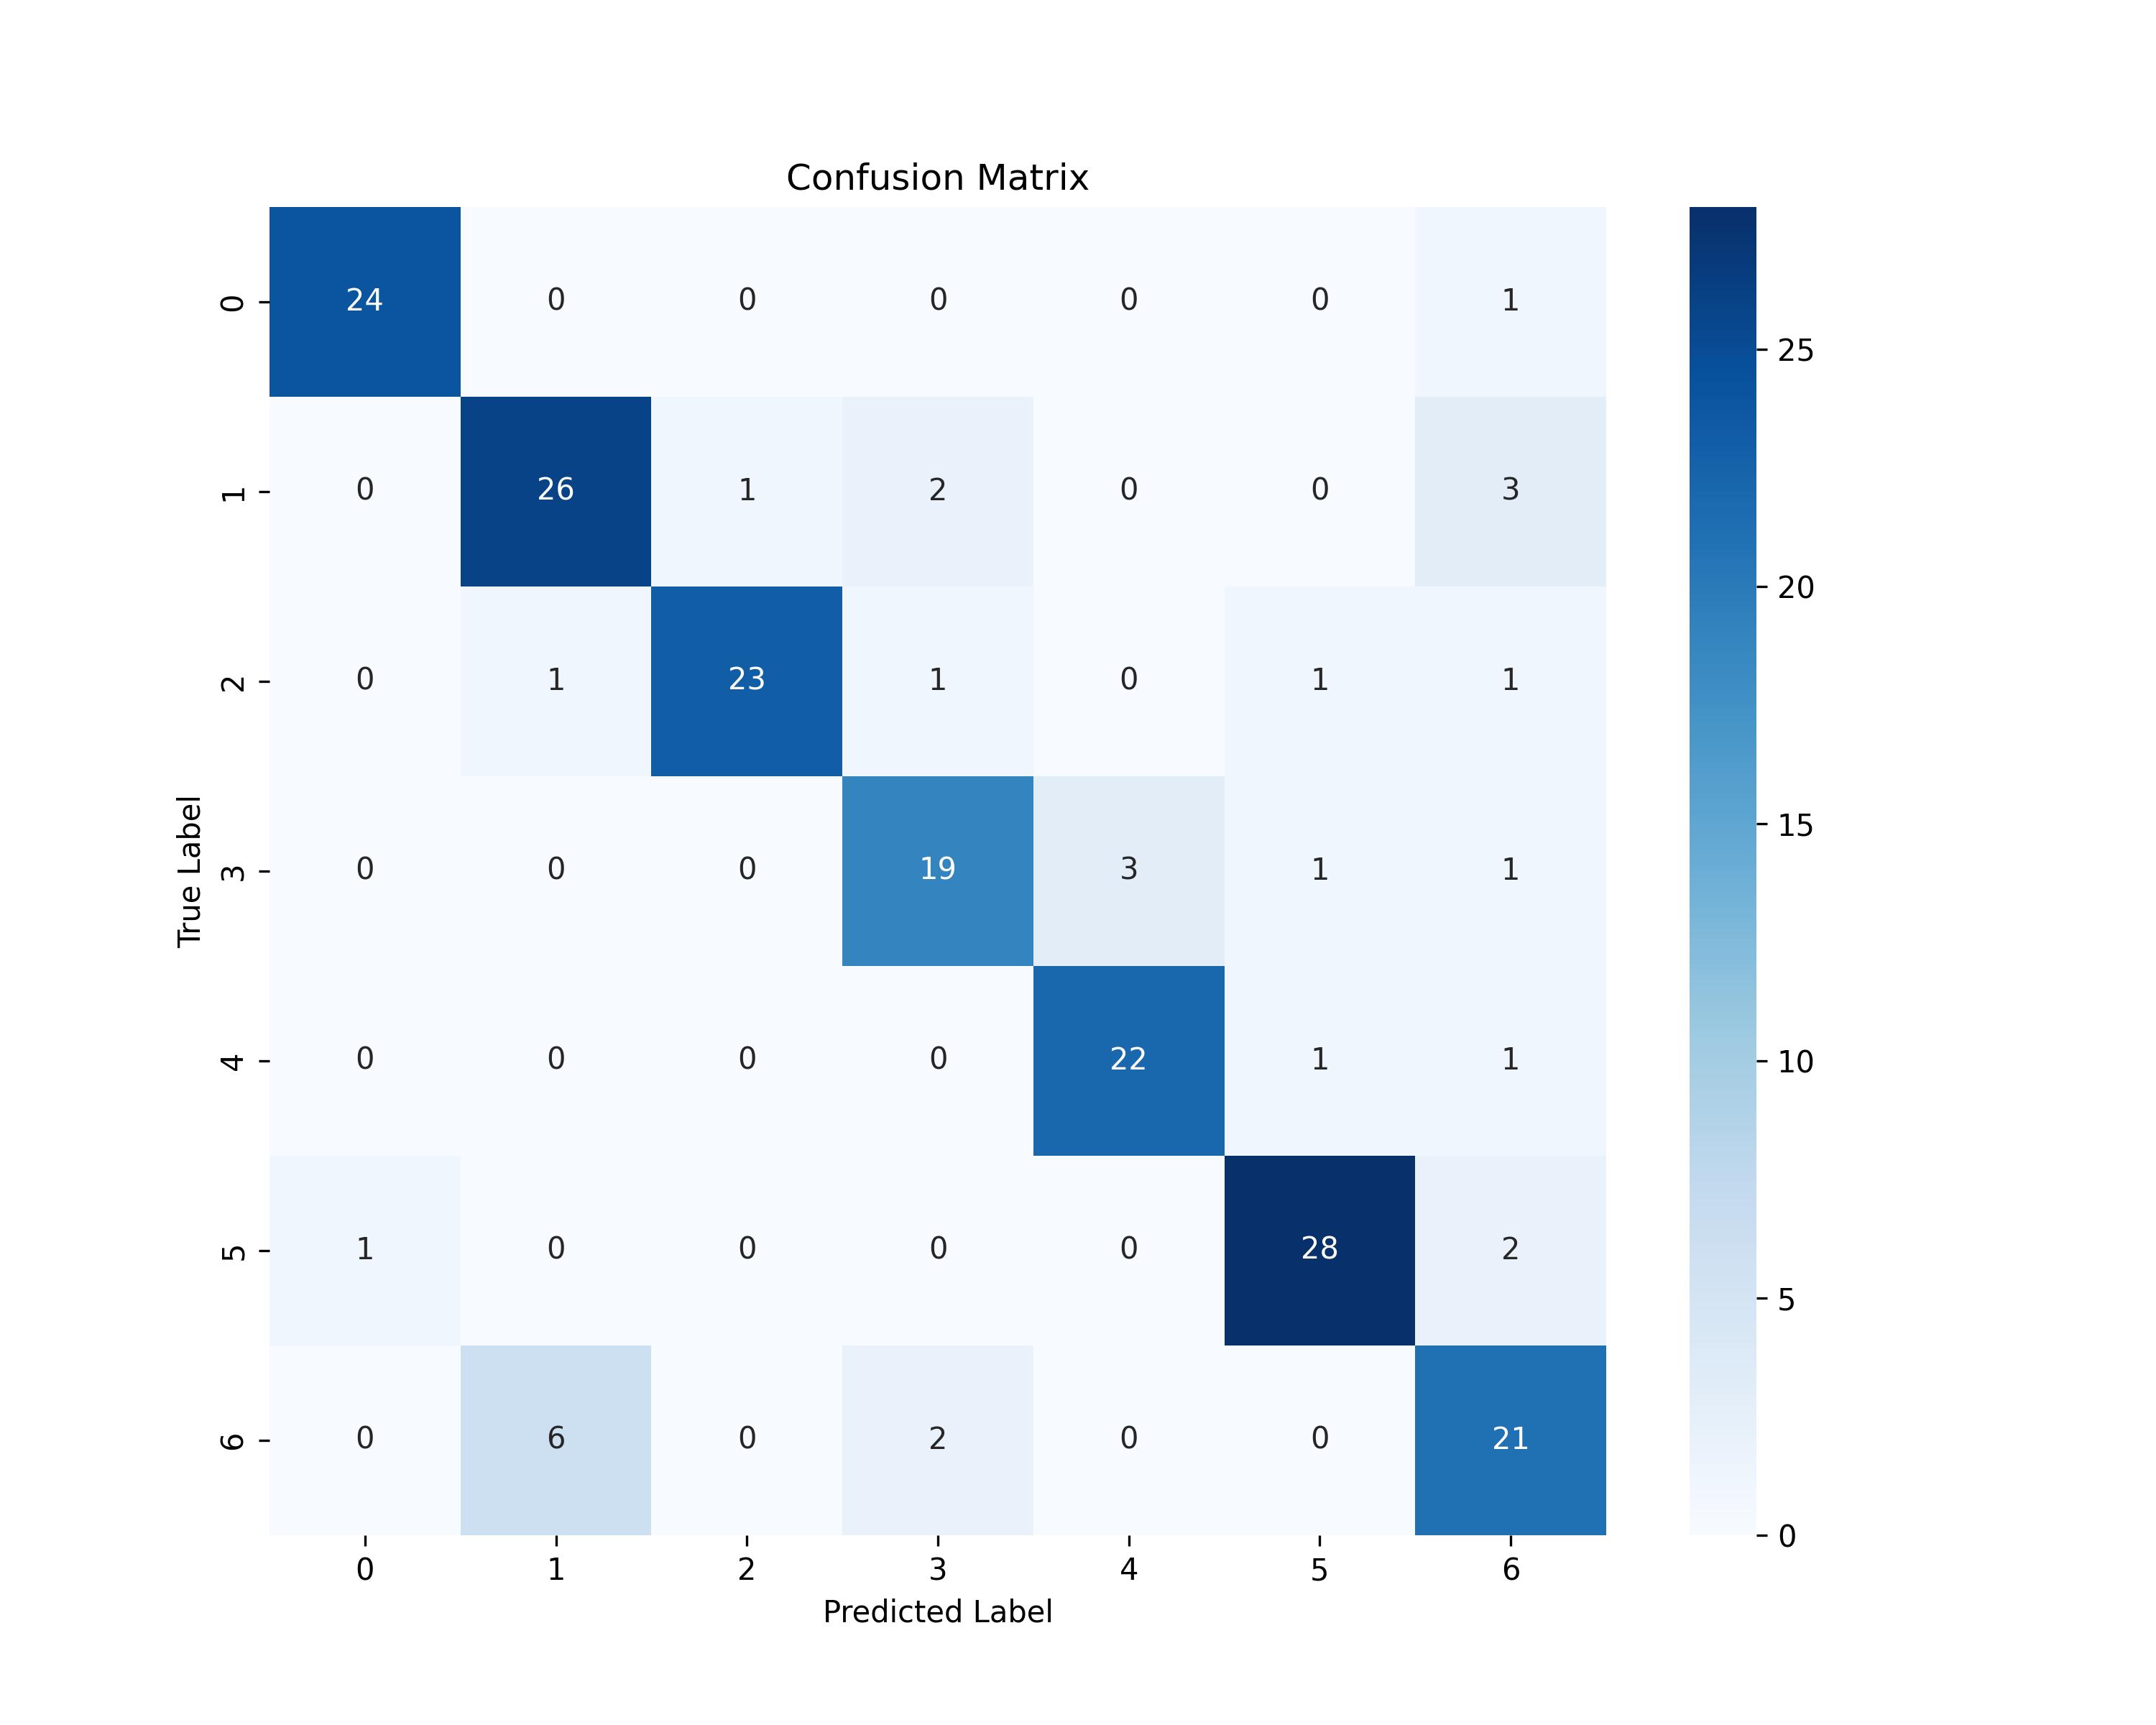 Confusion Matrix
0 24 0 0 0 0 0 1
1 0 26 1 2 0 0 3
2 0 1 23 1 0 1 1
3 0 0 0 19 3 1 1
4 0 0 0 0 22 1 1
5 1 0 0 0 0 28 2
6 0 6 0 2 0 0 21
0 1 2 3 4 5 6
Predicted Label
True Label
25
20
15
10
5
0